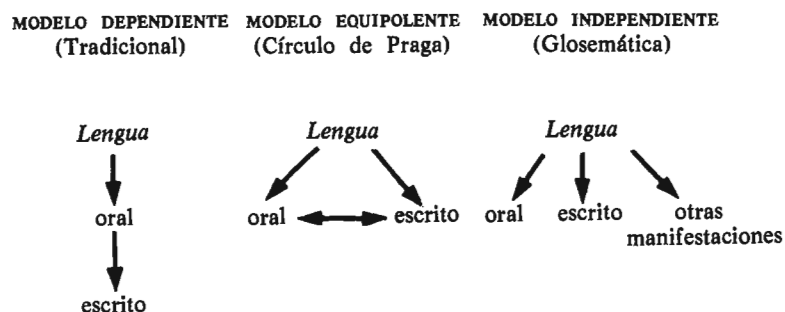 MODELO DEPENDIENTE MODELO EQUIPOLENTE MODELO INDEPENDIENTE
(Tradicional) (Círculo de Praga) (Glosemática)
Lengua Lengua Lengua
oral oral escrito oral escrito otras
manifestaciones
escrito